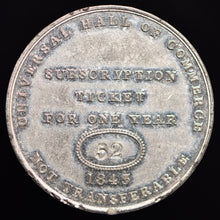 UNIVERSAL HALL OF COMMERCE
SUBSCRIPTION
TICKET
FOR ONE YEAR
52
1843
NOT TRANSFERABLE